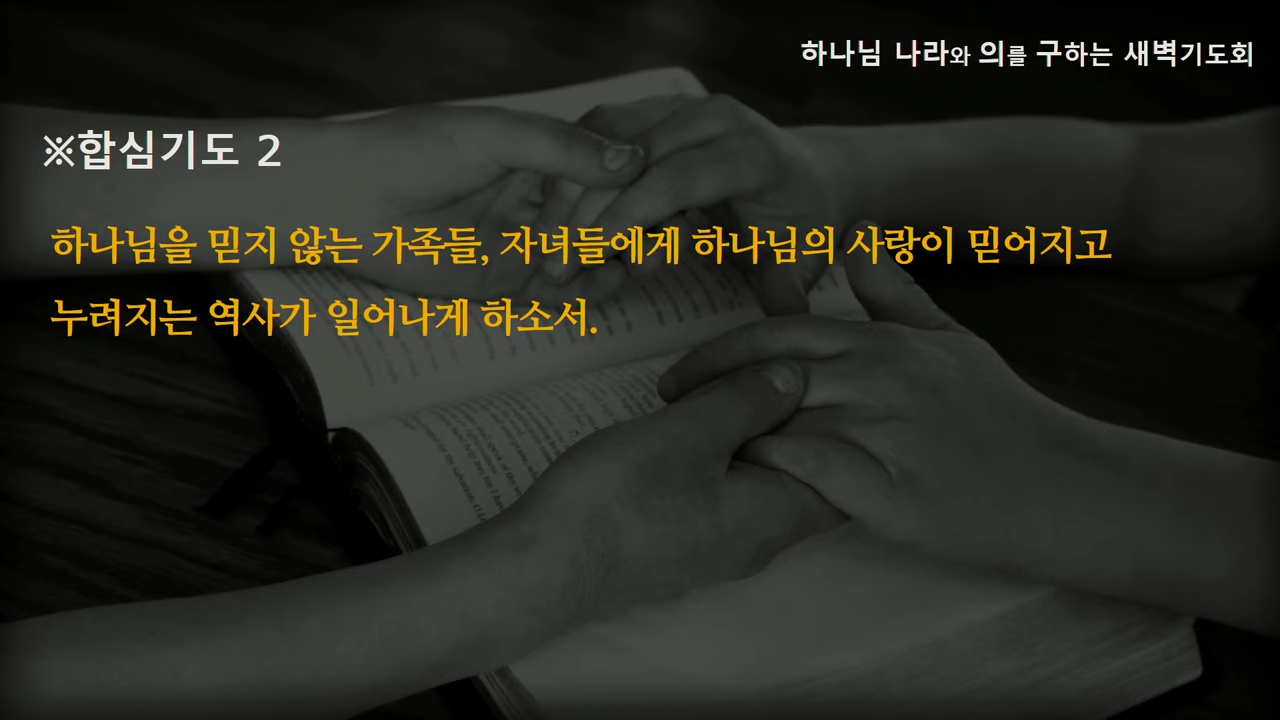 하나님 나라와 의를 구하는 새벽기도회
※합심기도 2
하나님을 믿지 않는 가족들, 자녀들에게 하나님의 사랑이 믿어지고
누려지는 역사가 일어나게 하소서.